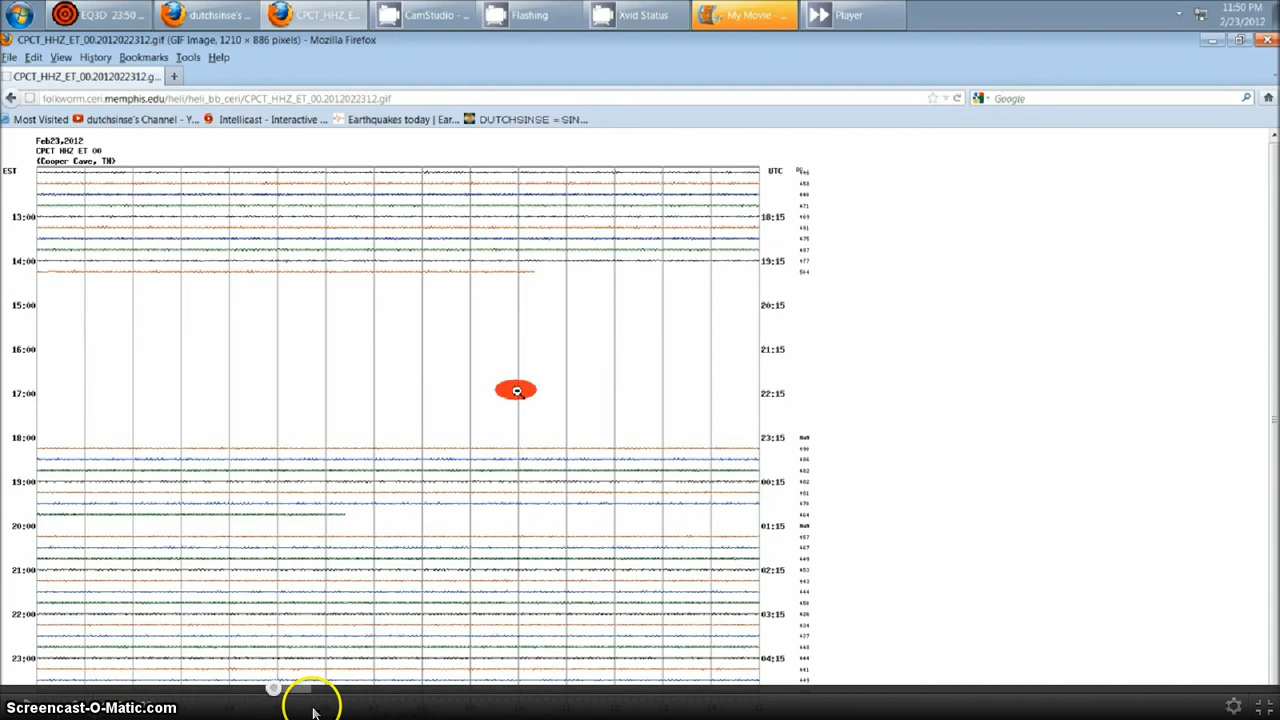 EQ3D 23:50 ... dutchsinse's ... CPCT_HHZ_E... CamStudio - ... Flashing Xvid Status My Movie - ... Player 11:50 PM
2/23/2012
CPCT_HHZ_ET_00.2012022312.gif (GIF Image, 1210 × 886 pixels) - Mozilla Firefox
File Edit View History Bookmarks Tools Help
CPCT_HHZ_ET_00.2012022312.g... +
folkworm.ceri.memphis.edu/heli/heli_bb_ceri/CPCT_HHZ_ET_00.2012022312.gif Google
Most Visited dutchsinse's Channel - Y... Intellicast - Interactive ... Earthquakes today | Ear... DUTCHSINSE = SIN...
Feb23,2012
CPCT HHZ ET 00
(Cooper Cave, TN)
EST UTC
13:00 18:15
14:00 19:15
15:00 20:15
16:00 21:15
17:00 22:15
18:00 23:15
19:00 00:15
20:00 01:15
21:00 02:15
22:00 03:15
23:00 04:15
Screencast-O-Matic.com